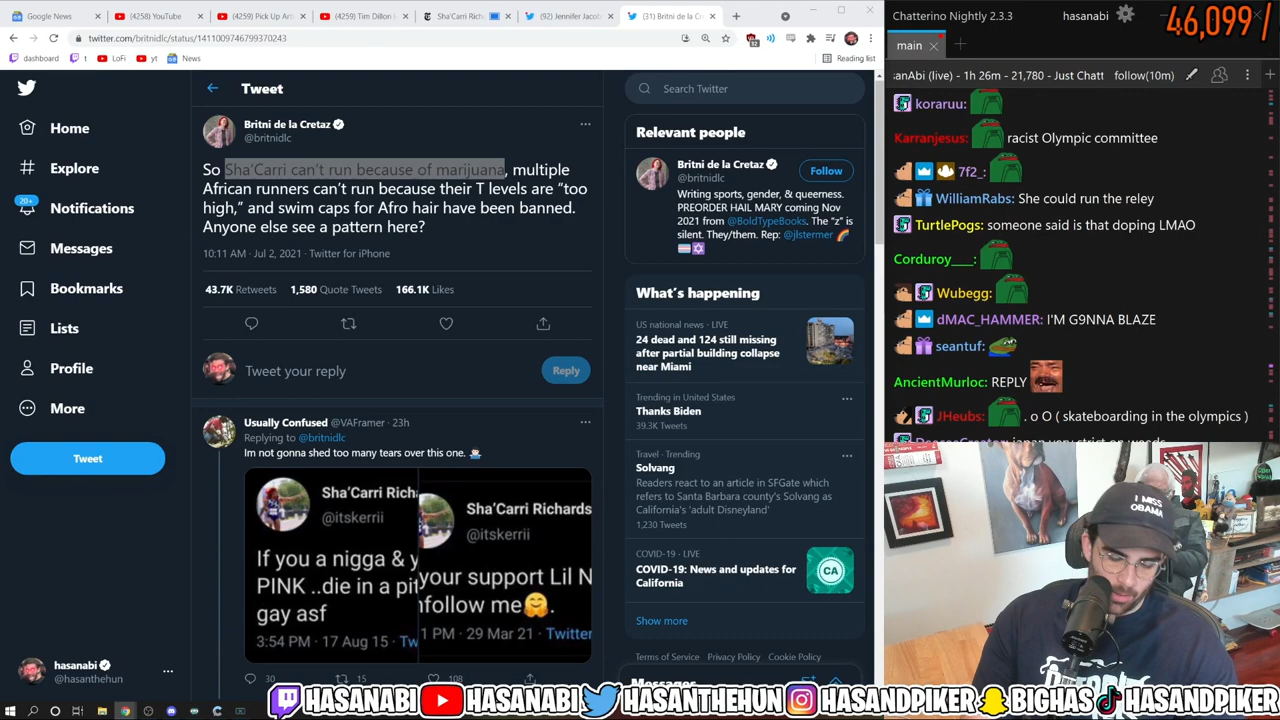 Google News
(4258) YouTube
(4259) Pick Up Art
(4259) Tim Dillon
Sha'Carri Rich
(92) Jennifer Jacob
(31) Britni de la Cr
twitter.com/britnidlc/status/1411009746799370243
dashboard
t
LoFi
yt
News
Reading list
Home
Explore
20+
Notifications
Messages
Bookmarks
Lists
Profile
More
Tweet
hasanabi
@hasanthehun
Tweet
Britni de la Cretaz
@britnidlc
So Sha'Carri can't run because of marijuana, multiple
African runners can't run because their T levels are "too
high," and swim caps for Afro hair have been banned.
Anyone else see a pattern here?
10:11 AM · Jul 2, 2021 · Twitter for iPhone
43.7K Retweets 1,580 Quote Tweets 166.1K Likes
Tweet your reply
Reply
Usually Confused @VAFramer · 23h
Replying to @britnidlc
Im not gonna shed too many tears over this one.
Sha'Carri Richa
@itskerrii
If you a nigga & y
PINK ..die in a pit
gay asf
3:54 PM · 17 Aug 15 · Tw
Sha'Carri Richards
@itskerrii
your support Lil N
nfollow me🤗.
1 PM · 29 Mar 21 · Twitter
30
15
108
Search Twitter
Relevant people
Britni de la Cretaz
@britnidlc
Follow
Writing sports, gender, & queerness.
PREORDER HAIL MARY coming Nov
2021 from @BoldTypeBooks. The "z" is
silent. They/them. Rep: @jlstermer
What's happening
US national news · LIVE
24 dead and 124 still missing
after partial building collapse
near Miami
Trending in United States
Thanks Biden
39.3K Tweets
Travel · Trending
Solvang
Readers react to an article in SFGate which
refers to Santa Barbara county's Solvang as
California's 'adult Disneyland'
1,230 Tweets
COVID-19 · LIVE
COVID-19: News and updates for
California
CA
Show more
Terms of Service Privacy Policy Cookie Policy
Messages
Chatterino Nightly 2.3.3
hasanabi
46,099 /
main
anAbi (live) - 1h 26m - 21,780 - Just Chatt
follow(10m)
koraruu:
Karranjesus: racist Olympic committee
7f2_:
WilliamRabs: She could run the reley
TurtlePogs: someone said is that doping LMAO
Corduroy___:
Wubegg:
dMAC_HAMMER: I'M G9NNA BLAZE
seantuf:
AncientMurloc: REPLY
JHeubs: . o O ( skateboarding in the olympics )
I MISS
OBAMA
HASANABI HASANABI HASANTHEHUN HASANDPIKER BIGHAS HASANDPIKER